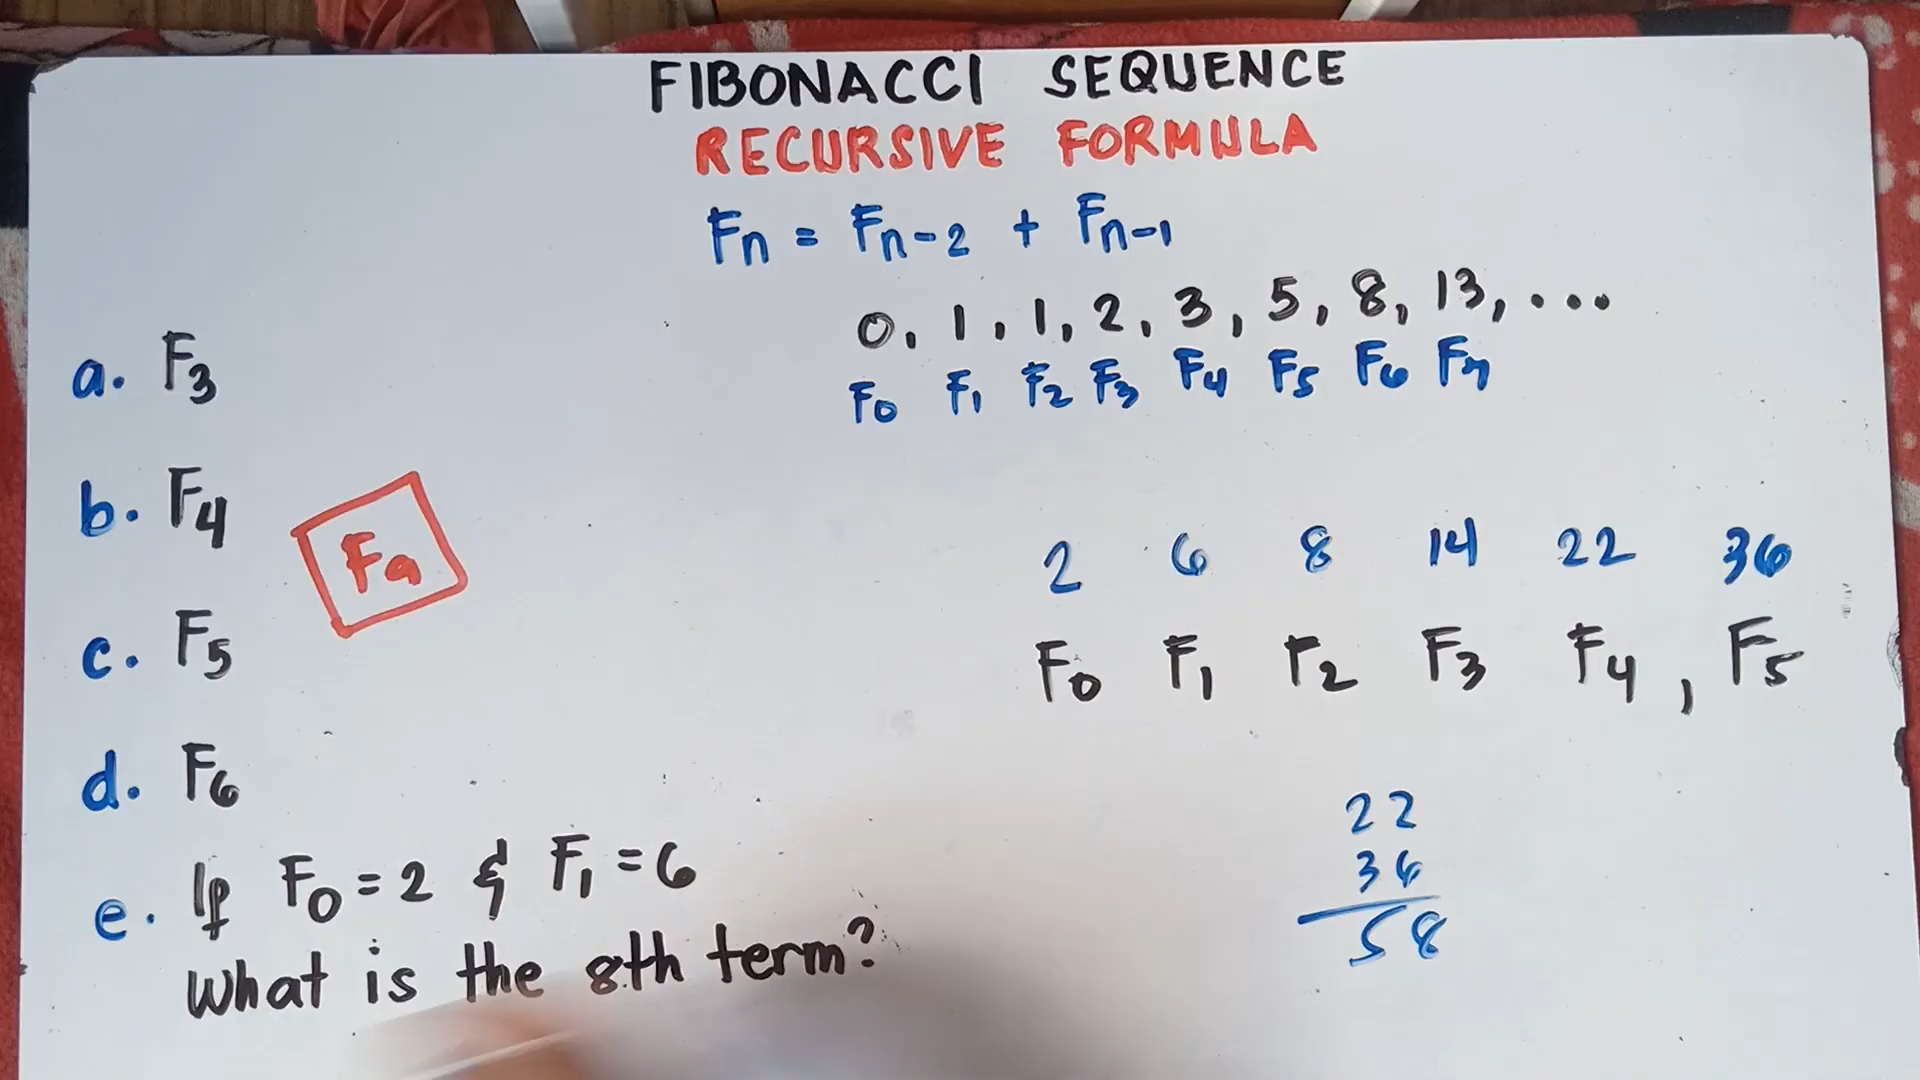 FIBONACCI SEQUENCE
RECURSIVE FORMULA
Fn = Fn-2 + Fn-1
0, 1, 1, 2, 3, 5, 8, 13, ...
F0 F1 F2 F3 F4 F5 F6 F7
a. F3
b. F4
F9
c. F5
d. F6
e. If F0 = 2 & F1 = 6
What is the 8th term?
2 6 8 14 22 36
F0 F1 F2 F3 F4, F5
22
36
58